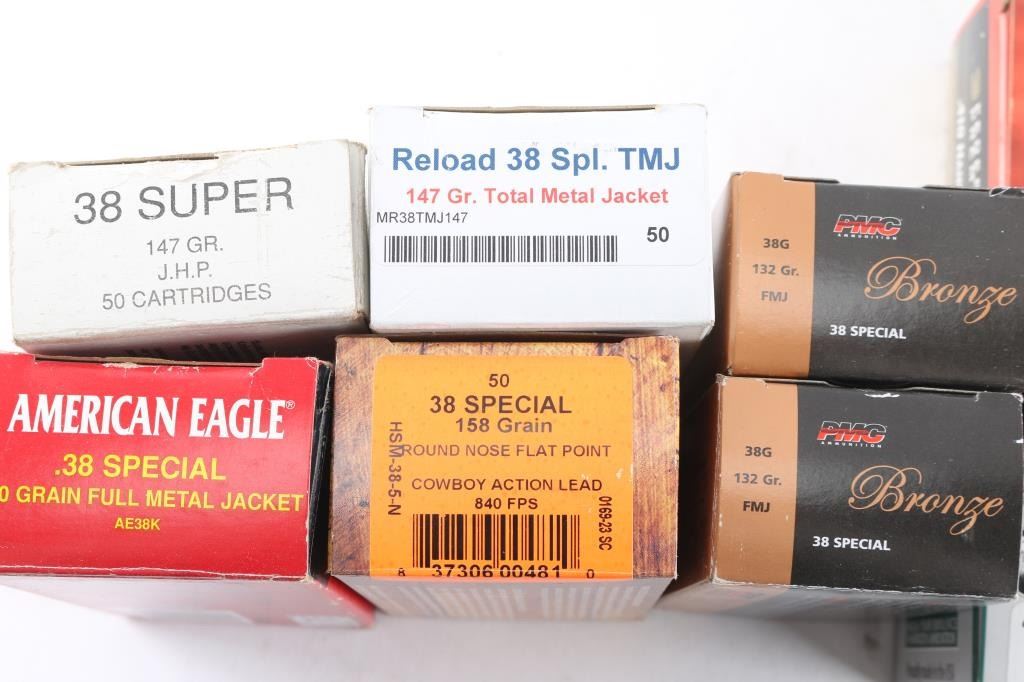 38 SUPER
147 GR.
J.H.P.
50 CARTRIDGES
Reload 38 Spl. TMJ
147 Gr. Total Metal Jacket
MR38TMJ147
50
PMC
AMMUNITION
38G
132 Gr.
FMJ
Bronze
38 SPECIAL
AMERICAN EAGLE®
.38 SPECIAL
0 GRAIN FULL METAL JACKET
AE38K
50
38 SPECIAL
158 Grain
ROUND NOSE FLAT POINT
COWBOY ACTION LEAD
840 FPS
HSM-38-5-N
0169-23 SC
8 37306 00481 0
PMC
AMMUNITION
38G
132 Gr.
FMJ
Bronze
38 SPECIAL